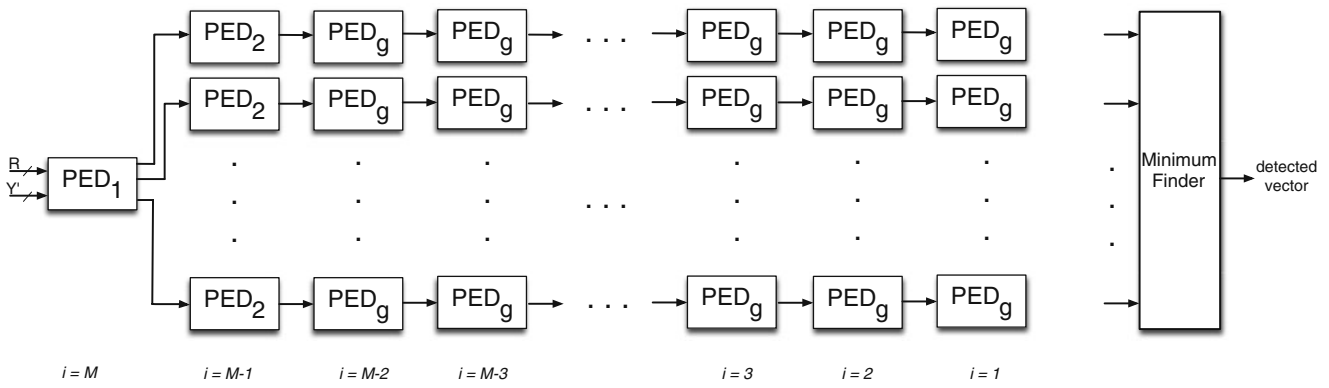 PED2 PEDg PEDg . . . PEDg PEDg PEDg
PED2 PEDg PEDg . . . PEDg PEDg PEDg
R
Y'
PED1
Minimum
Finder
detected
vector
. . .
PED2 PEDg PEDg . . . PEDg PEDg PEDg
i = M i = M-1 i = M-2 i = M-3 i = 3 i = 2 i = 1